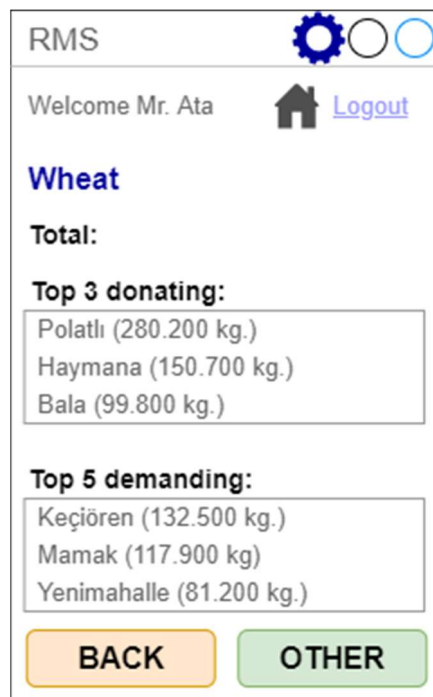 RMS
Welcome Mr. Ata Logout
Wheat
Total:
Top 3 donating:
Polatlı (280.200 kg.)
Haymana (150.700 kg.)
Bala (99.800 kg.)
Top 5 demanding:
Keçiören (132.500 kg.)
Mamak (117.900 kg)
Yenimahalle (81.200 kg.)
BACK OTHER